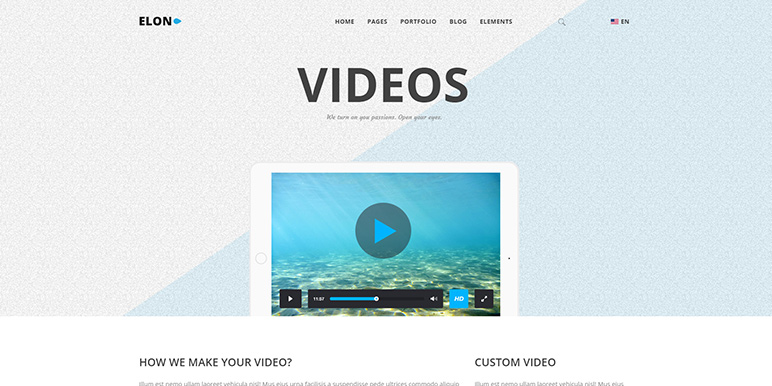 ELON
HOME PAGES PORTFOLIO BLOG ELEMENTS
EN
VIDEOS
We turn on you passions. Open your eyes.
11:57
HD
HOW WE MAKE YOUR VIDEO?
CUSTOM VIDEO
Illum est nemo ullam laoreet vehicula nisl! Mus eius urna facilisis a suspendisse pede ultrices commodo aliquip
Illum est nemo ullam laoreet vehicula nisl! Mus eius